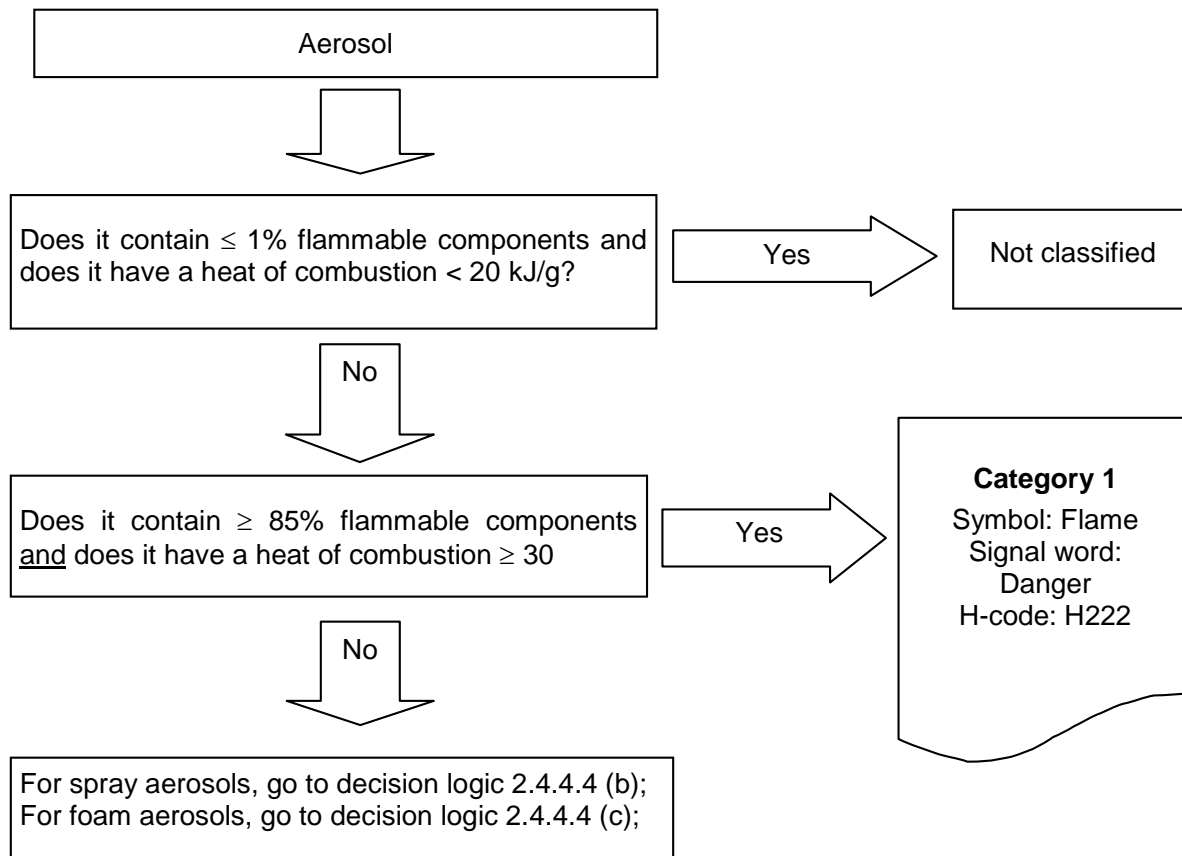 Aerosol
Does it contain ≤ 1% flammable components and
does it have a heat of combustion < 20 kJ/g?
Yes
Not classified
No
Does it contain ≥ 85% flammable components
and does it have a heat of combustion ≥ 30
Yes
Category 1
Symbol: Flame
Signal word:
Danger
H-code: H222
No
For spray aerosols, go to decision logic 2.4.4.4 (b);
For foam aerosols, go to decision logic 2.4.4.4 (c);